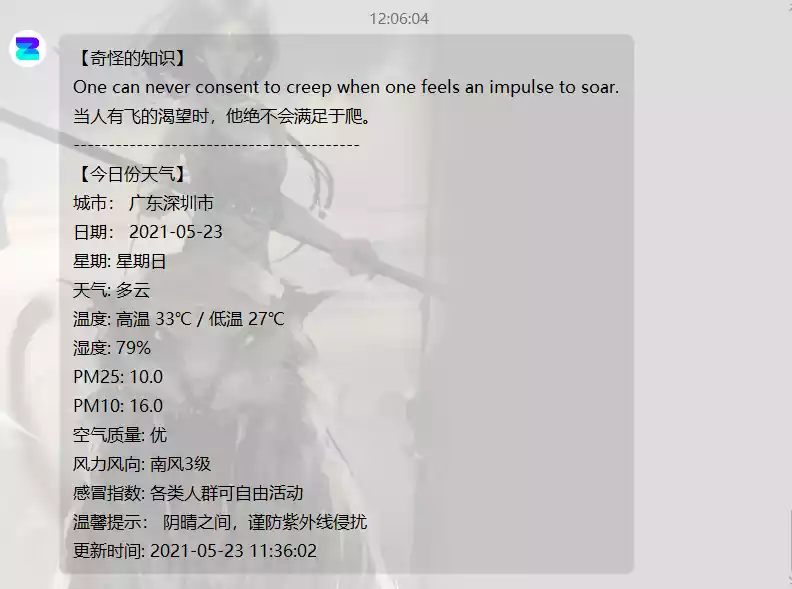 12:06:04
【奇怪的知识】
One can never consent to creep when one feels an impulse to soar.
当人有飞的渴望时，他绝不会满足于爬。
-----------------------------------------
【今日份天气】
城市： 广东深圳市
日期： 2021-05-23
星期: 星期日
天气: 多云
温度: 高温 33℃ / 低温 27℃
湿度: 79%
PM25: 10.0
PM10: 16.0
空气质量: 优
风力风向: 南风3级
感冒指数: 各类人群可自由活动
温馨提示： 阴晴之间，谨防紫外线侵扰
更新时间: 2021-05-23 11:36:02